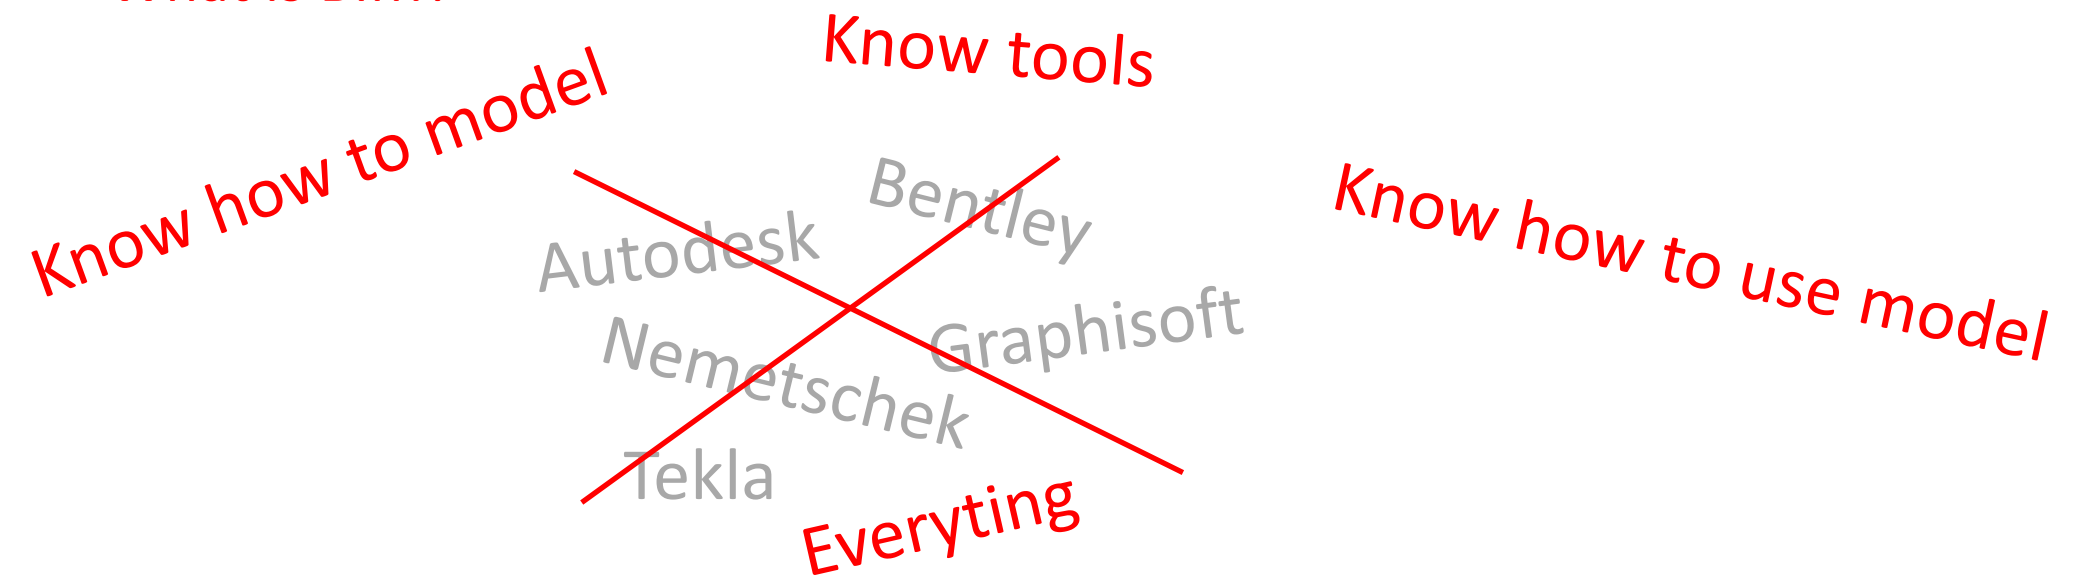 Know tools
Know how to model
Bentley
Know how to use model
Autodesk
Graphisoft
Nemetschek
Tekla
Everyting